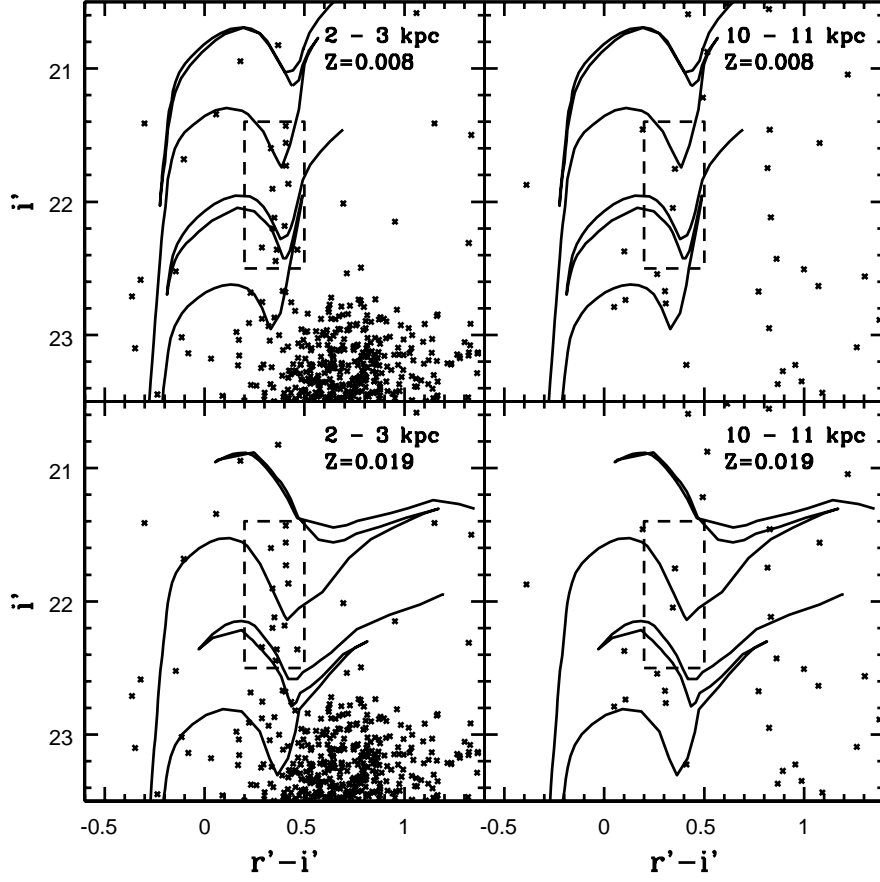 2 - 3 kpc
Z=0.008
10 - 11 kpc
Z=0.008
21
22
23
i'
2 - 3 kpc
Z=0.019
10 - 11 kpc
Z=0.019
21
22
23
i'
-0.5 0 0.5 1 -0.5 0 0.5 1
r'-i' r'-i'